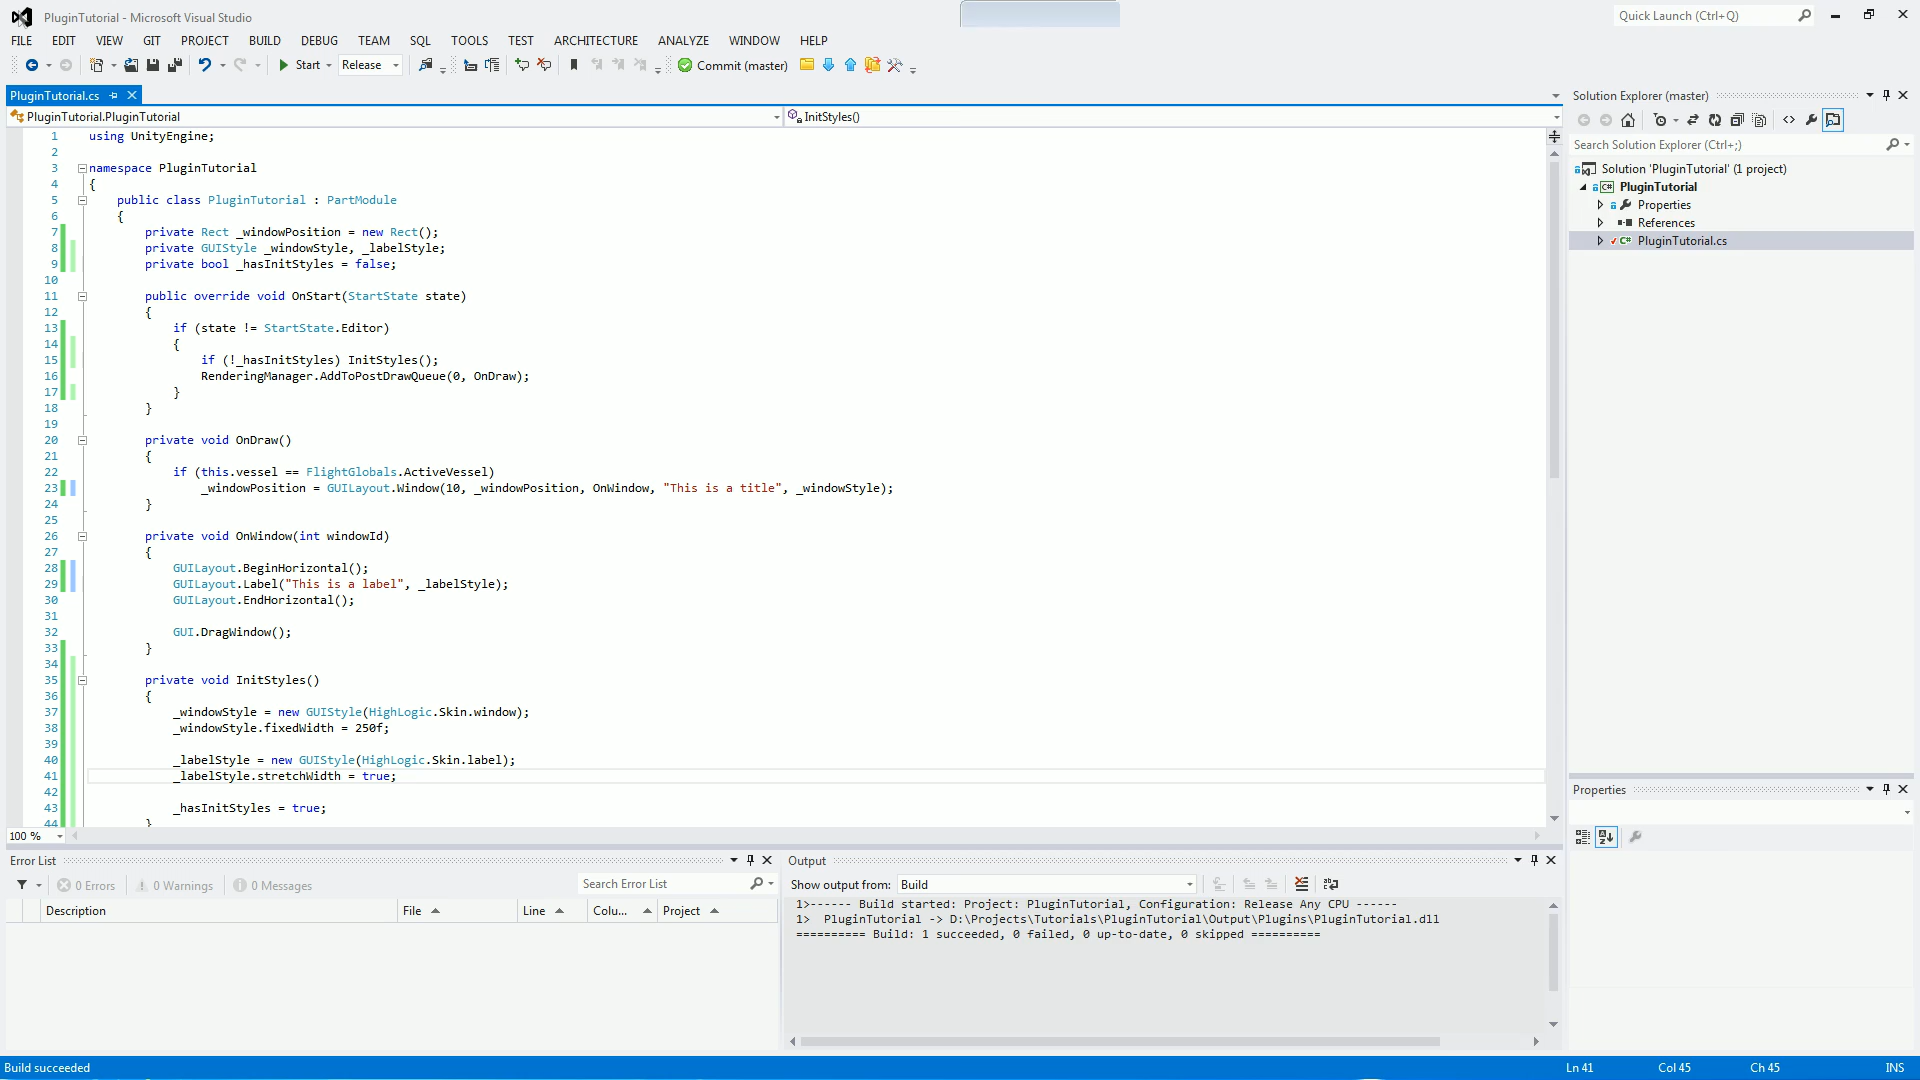 PluginTutorial - Microsoft Visual Studio
Quick Launch (Ctrl+Q)
FILE EDIT VIEW GIT PROJECT BUILD DEBUG TEAM SQL TOOLS TEST ARCHITECTURE ANALYZE WINDOW HELP
Start Release Commit (master)
PluginTutorial.cs
PluginTutorial.PluginTutorial
InitStyles()
1 using UnityEngine;
2
3 namespace PluginTutorial
4 {
5 public class PluginTutorial : PartModule
6 {
7 private Rect _windowPosition = new Rect();
8 private GUIStyle _windowStyle, _labelStyle;
9 private bool _hasInitStyles = false;
10
11 public override void OnStart(StartState state)
12 {
13 if (state != StartState.Editor)
14 {
15 if (!_hasInitStyles) InitStyles();
16 RenderingManager.AddToPostDrawQueue(0, OnDraw);
17 }
18 }
19
20 private void OnDraw()
21 {
22 if (this.vessel == FlightGlobals.ActiveVessel)
23 _windowPosition = GUILayout.Window(10, _windowPosition, OnWindow, "This is a title", _windowStyle);
24 }
25
26 private void OnWindow(int windowId)
27 {
28 GUILayout.BeginHorizontal();
29 GUILayout.Label("This is a label", _labelStyle);
30 GUILayout.EndHorizontal();
31
32 GUI.DragWindow();
33 }
34
35 private void InitStyles()
36 {
37 _windowStyle = new GUIStyle(HighLogic.Skin.window);
38 _windowStyle.fixedWidth = 250f;
39
40 _labelStyle = new GUIStyle(HighLogic.Skin.label);
41 _labelStyle.stretchWidth = true;
42
43 _hasInitStyles = true;
44 }
100 %
Solution Explorer (master)
Search Solution Explorer (Ctrl+;)
Solution 'PluginTutorial' (1 project)
C# PluginTutorial
Properties
References
C# PluginTutorial.cs
Properties
Error List
0 Errors 0 Warnings 0 Messages
Search Error List
Description File Line Colu... Project
Output
Show output from: Build
1>------ Build started: Project: PluginTutorial, Configuration: Release Any CPU ------
1> PluginTutorial -> D:\Projects\Tutorials\PluginTutorial\Output\Plugins\PluginTutorial.dll
========== Build: 1 succeeded, 0 failed, 0 up-to-date, 0 skipped ==========
Build succeeded
Ln 41 Col 45 Ch 45 INS